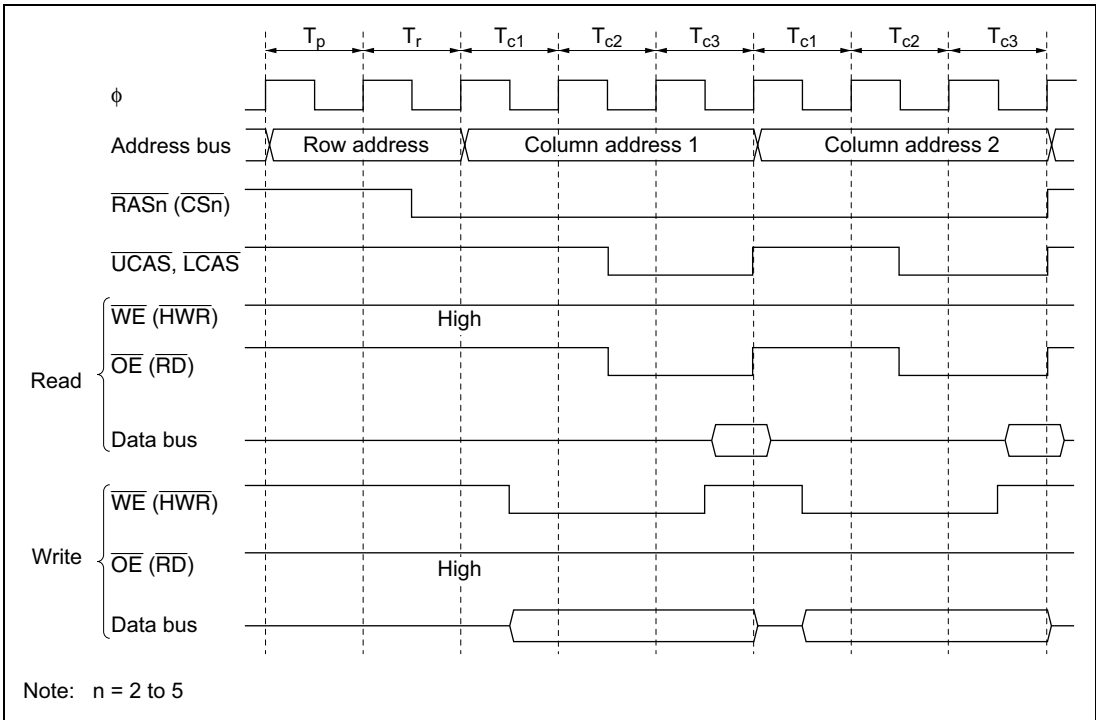 Tp Tr Tc1 Tc2 Tc3 Tc1 Tc2 Tc3
ϕ
Address bus Row address Column address 1 Column address 2
RASn (CSn)
UCAS, LCAS
Read
WE (HWR) High
OE (RD)
Data bus
Write
WE (HWR)
OE (RD) High
Data bus
Note: n = 2 to 5